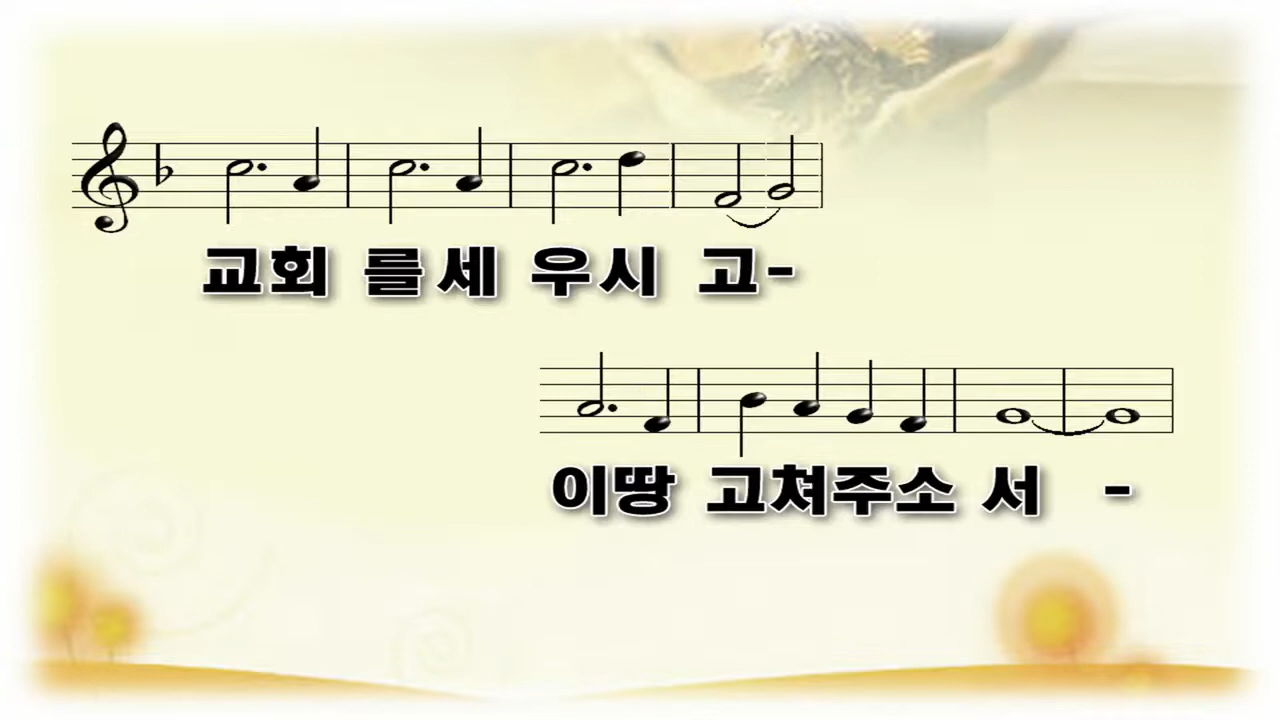 교회 를세 우시 고-
이땅 고쳐주소 서 -